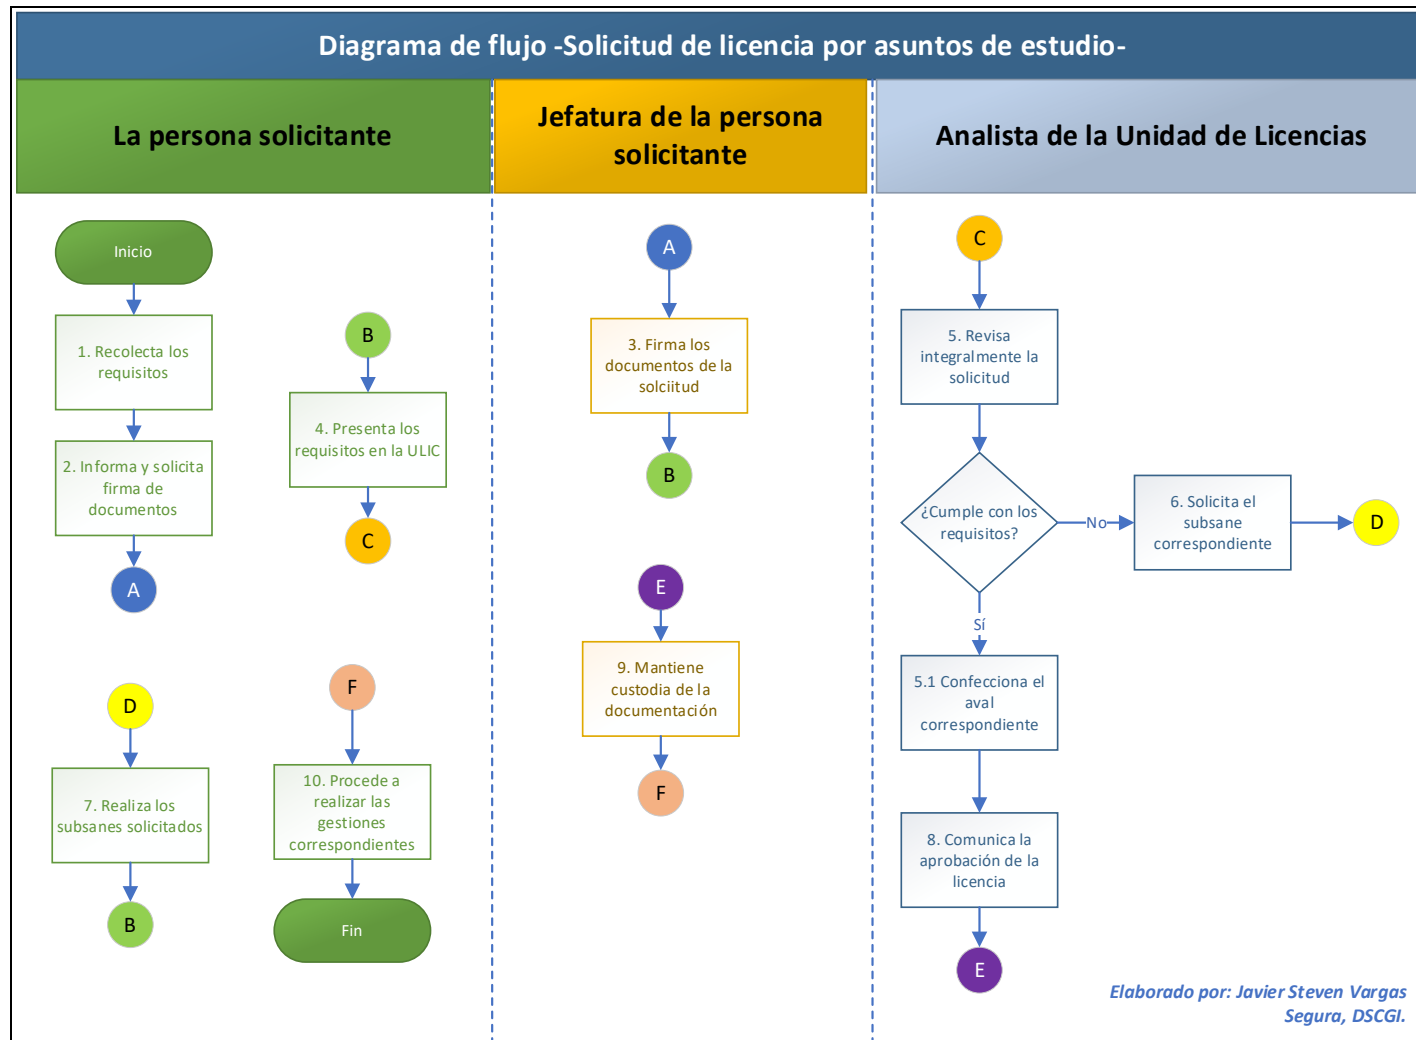 Diagrama de flujo -Solicitud de licencia por asuntos de estudio-
La persona solicitante
Jefatura de la persona
solicitante
Analista de la Unidad de Licencias
Inicio
1. Recolecta los
requisitos
2. Informa y solicita
firma de
documentos
A
B
4. Presenta los
requisitos en la ULIC
C
D
7. Realiza los
subsanes solicitados
B
F
10. Procede a
realizar las
gestiones
correspondientes
Fin
A
3. Firma los
documentos de la
solciitud
B
E
9. Mantiene
custodia de la
documentación
F
C
5. Revisa
integralmente la
solicitud
¿Cumple con los
requisitos?
No
6. Solicita el
subsane
correspondiente
D
Sí
5.1 Confecciona el
aval
correspondiente
8. Comunica la
aprobación de la
licencia
E
Elaborado por: Javier Steven Vargas
Segura, DSCGI.